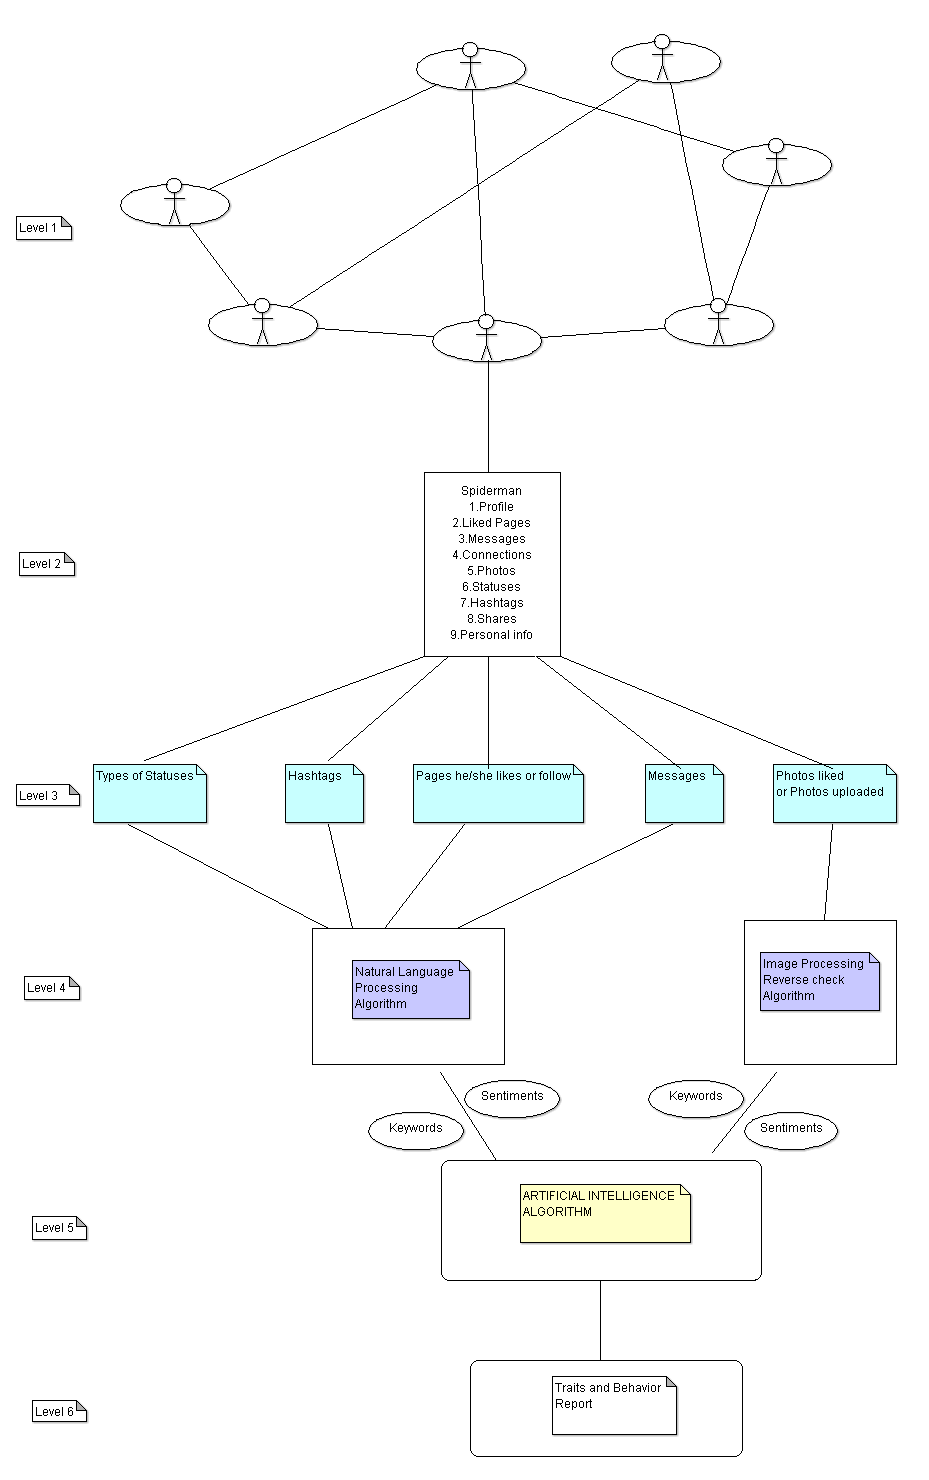 Level 1
Level 2
Spiderman
1.Profile
2.Liked Pages
3.Messages
4.Connections
5.Photos
6.Statuses
7.Hashtags
8.Shares
9.Personal info
Level 3
Types of Statuses
Hashtags
Pages he/she likes or follow
Messages
Photos liked
or Photos uploaded
Level 4
Natural Language
Processing
Algorithm
Image Processing
Reverse check
Algorithm
Sentiments
Keywords
Keywords
Sentiments
Level 5
ARTIFICIAL INTELLIGENCE
ALGORITHM
Level 6
Traits and Behavior
Report